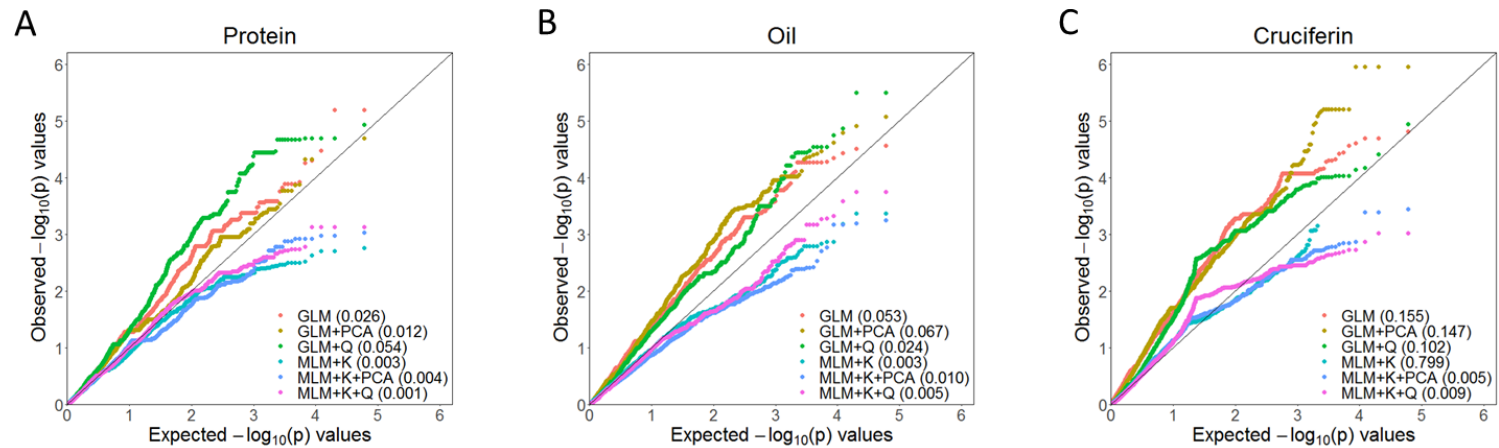 A
Protein
Observed −log10(p) values
6
5
4
3
2
1
0
GLM (0.026)
GLM+PCA (0.012)
GLM+Q (0.054)
MLM+K (0.003)
MLM+K+PCA (0.004)
MLM+K+Q (0.001)
0 1 2 3 4 5 6
Expected −log10(p) values
B
Oil
Observed −log10(p) values
6
5
4
3
2
1
0
GLM (0.053)
GLM+PCA (0.067)
GLM+Q (0.024)
MLM+K (0.003)
MLM+K+PCA (0.010)
MLM+K+Q (0.005)
0 1 2 3 4 5 6
Expected −log10(p) values
C
Cruciferin
Observed −log10(p) values
6
5
4
3
2
1
0
GLM (0.155)
GLM+PCA (0.147)
GLM+Q (0.102)
MLM+K (0.799)
MLM+K+PCA (0.005)
MLM+K+Q (0.009)
0 1 2 3 4 5 6
Expected −log10(p) values